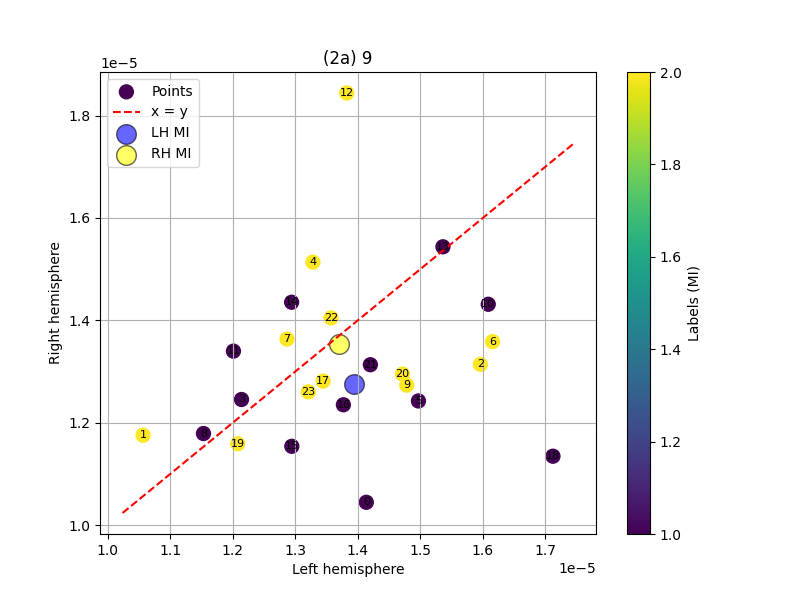 (2a) 9
1e−5
Points
x = y
LH MI
RH MI
12
4
22
7
6
2
20
9
17
23
1
19
1.8
1.6
1.4
1.2
1.0
Right hemisphere
1.0 1.1 1.2 1.3 1.4 1.5 1.6 1.7
Left hemisphere
1e−5
2.0
1.8
1.6
1.4
1.2
1.0
Labels (MI)